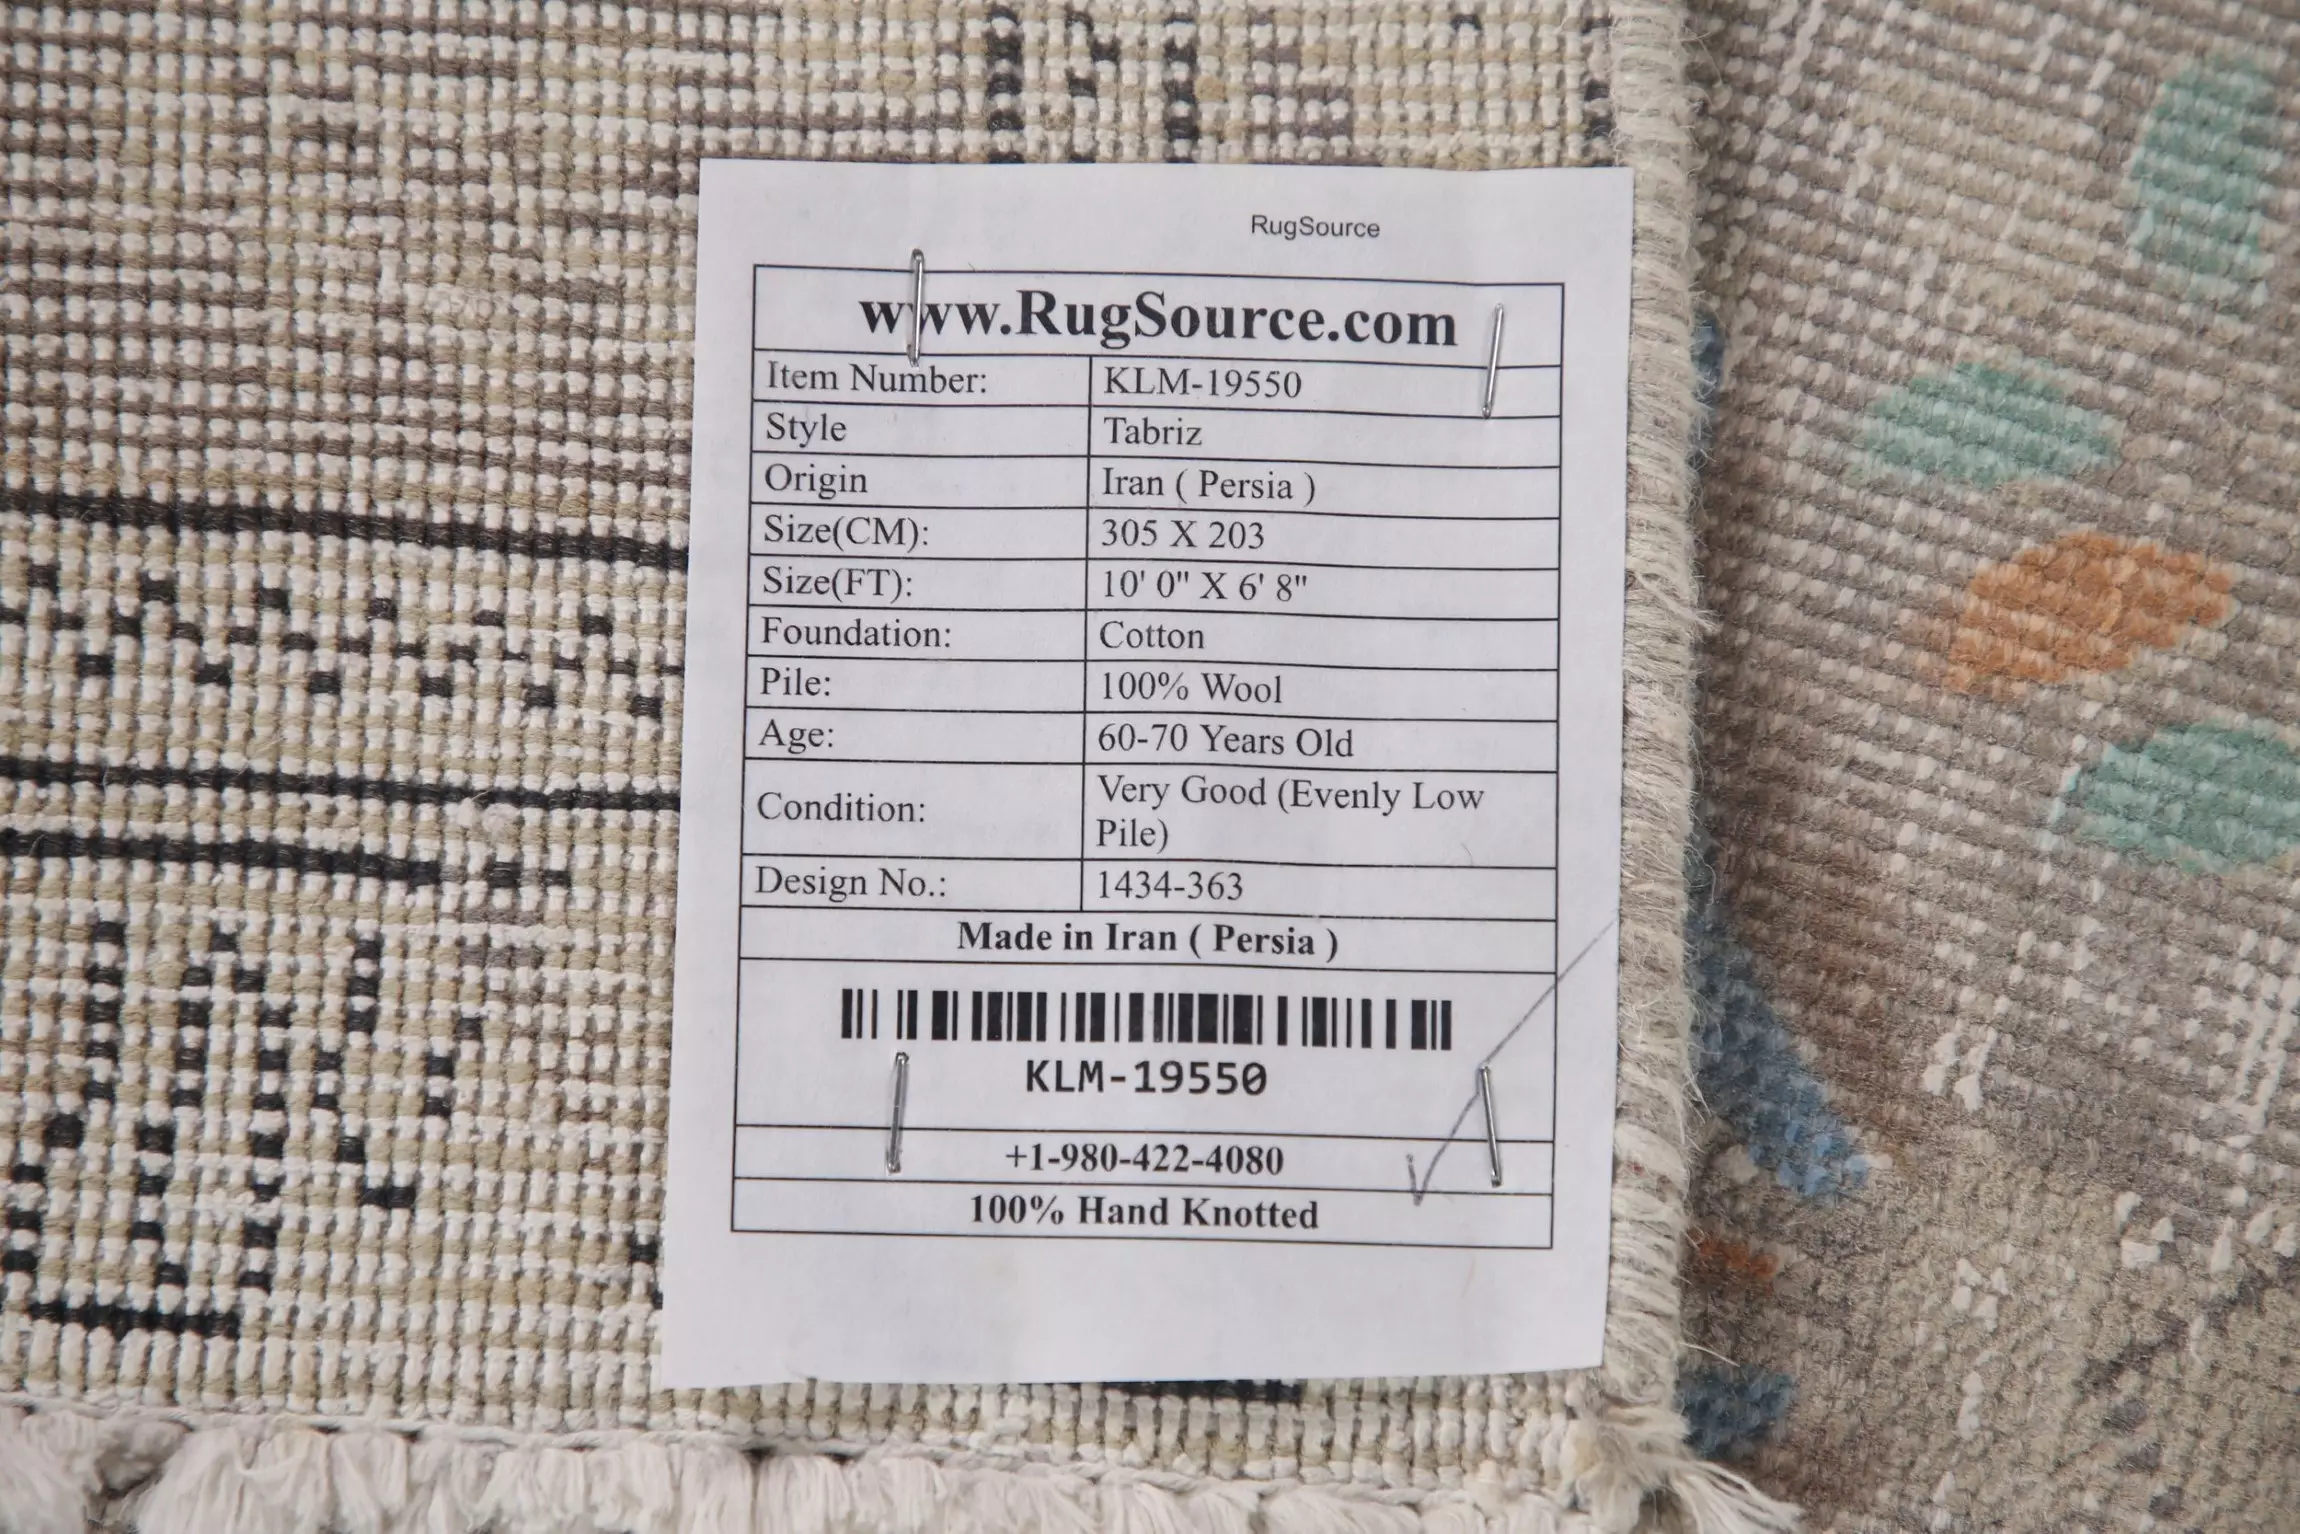 RugSource
www.RugSource.com
Item Number: KLM-19550
Style Tabriz
Origin Iran ( Persia )
Size(CM): 305 X 203
Size(FT): 10' 0" X 6' 8"
Foundation: Cotton
Pile: 100% Wool
Age: 60-70 Years Old
Condition: Very Good (Evenly Low
Pile)
Design No.: 1434-363
Made in Iran ( Persia )
KLM-19550
+1-980-422-4080
100% Hand Knotted